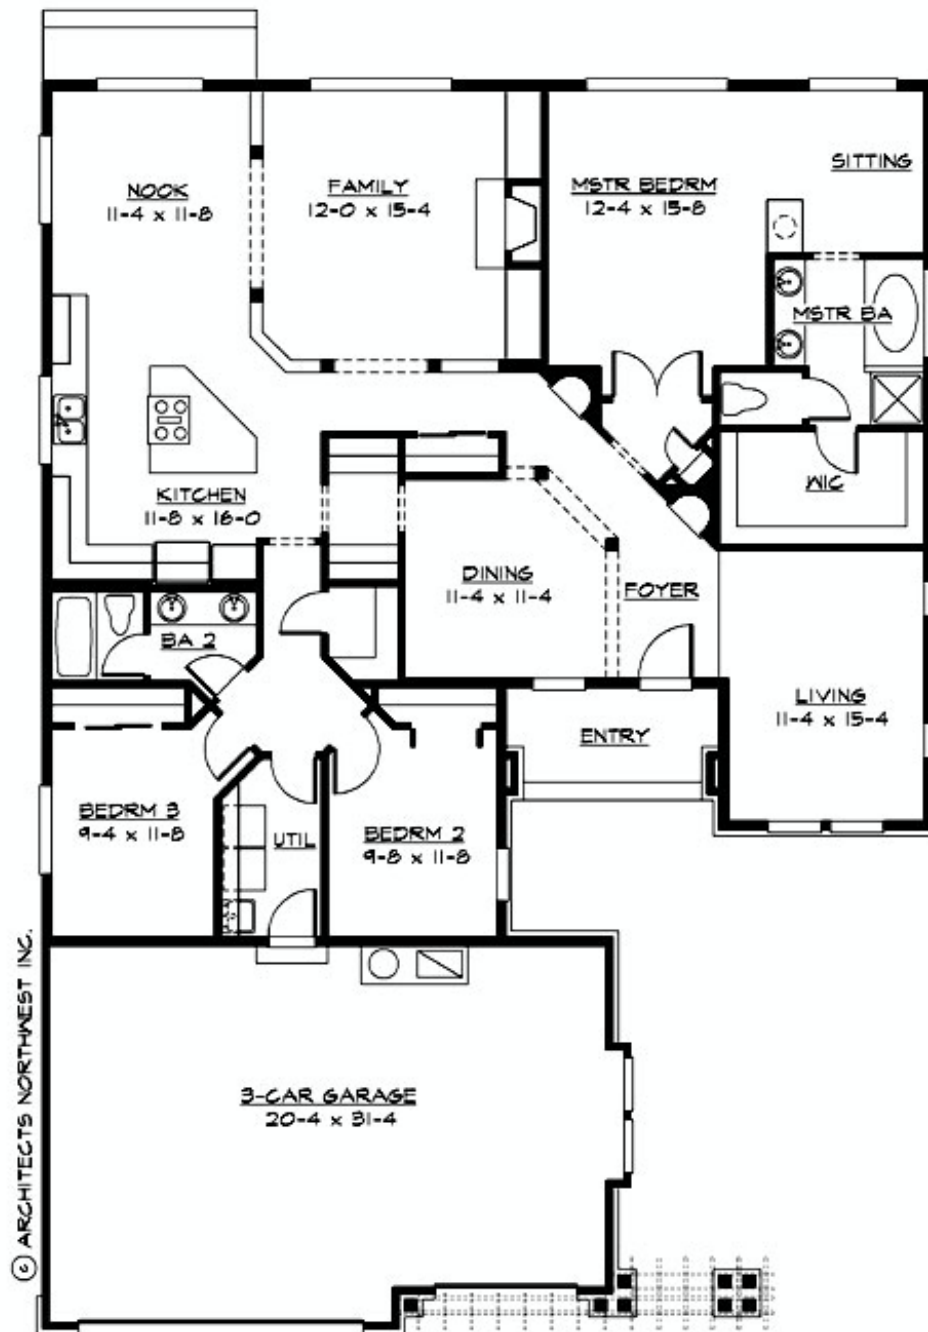 NOOK
11-4 x 11-8
FAMILY
12-0 x 15-4
MSTR BEDRM
12-4 x 15-8
SITTING
MSTR BA
WIC
KITCHEN
11-8 x 16-0
DINING
11-4 x 11-4
FOYER
BA 2
LIVING
11-4 x 15-4
ENTRY
BEDRM 3
9-4 x 11-8
UTIL
BEDRM 2
9-8 x 11-8
3-CAR GARAGE
20-4 x 31-4
© ARCHITECTS NORTHWEST INC.